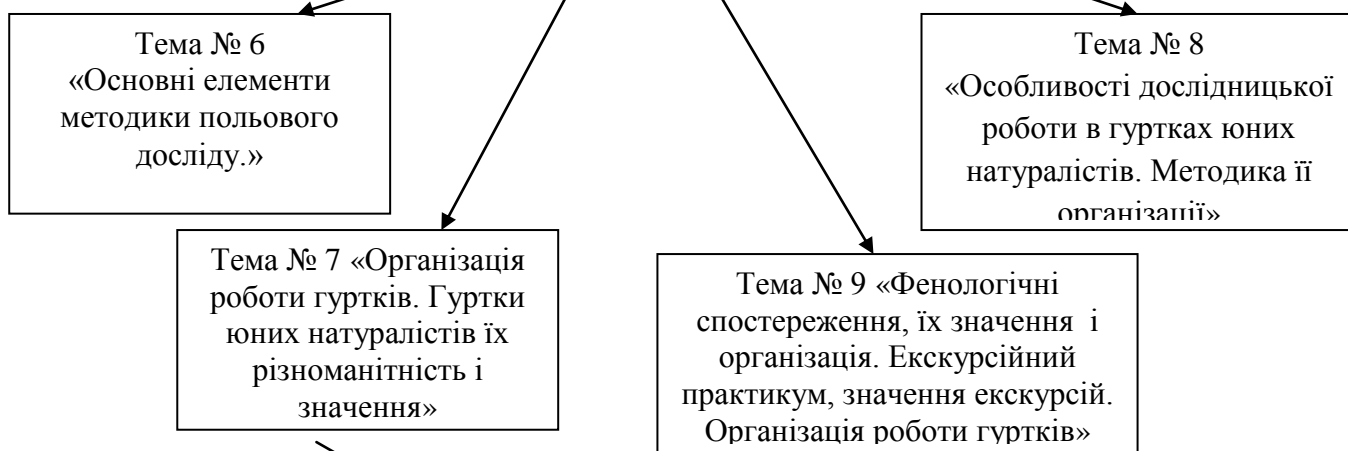 Тема № 6
«Основні елементи
методики польового
досліду.»
Тема № 8
«Особливості дослідницької
роботи в гуртках юних
натуралістів. Методика її
організації»
Тема № 7 «Організація
роботи гуртків. Гуртки
юних натуралістів їх
різноманітність і
значення»
Тема № 9 «Фенологічні
спостереження, їх значення і
організація. Екскурсійний
практикум, значення екскурсій.
Організація роботи гуртків»